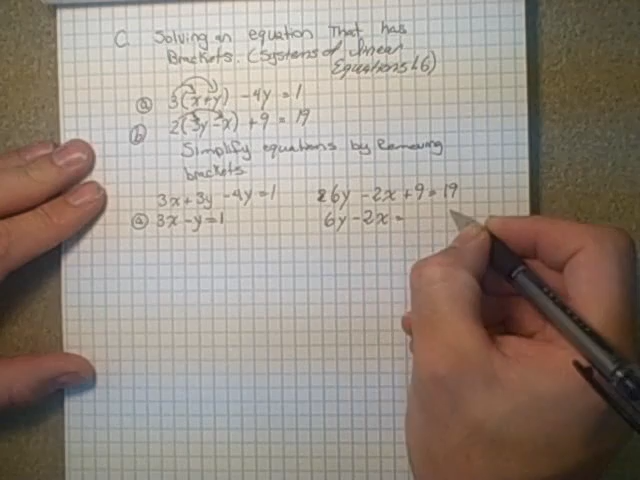 C. Solving an equation That has
Brackets. (Systems of linear
Equations L6)
ⓐ 3(x+y) -4y = 1
ⓑ 2(3y-x) +9 = 19
Simplify equations by Removing
brackets
3x + 3y -4y = 1
ⓐ 3x -y = 1
6y -2x +9 = 19
6y -2x =